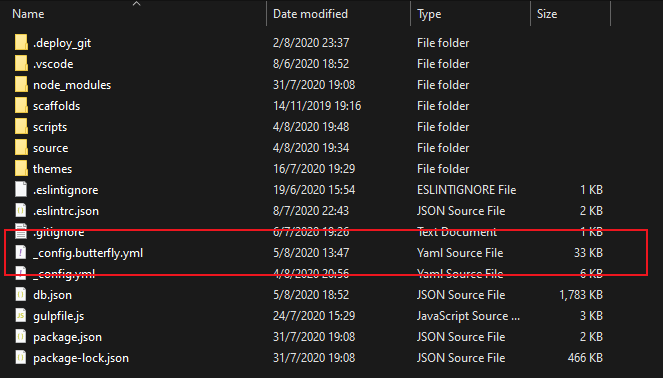 Name Date modified Type Size
.deploy_git 2/8/2020 23:37 File folder
.vscode 8/6/2020 18:52 File folder
node_modules 31/7/2020 19:08 File folder
scaffolds 14/11/2019 19:16 File folder
scripts 4/8/2020 19:48 File folder
source 4/8/2020 19:34 File folder
themes 16/7/2020 19:29 File folder
.eslintignore 19/6/2020 15:54 ESLINTIGNORE File 1 KB
.eslintrc.json 8/7/2020 22:43 JSON Source File 2 KB
.gitignore 6/7/2020 19:26 Text Document 1 KB
_config.butterfly.yml 5/8/2020 13:47 Yaml Source File 33 KB
_config.yml 4/8/2020 20:56 Yaml Source File 6 KB
db.json 5/8/2020 18:52 JSON Source File 1,783 KB
gulpfile.js 24/7/2020 15:29 JavaScript Source ... 3 KB
package.json 31/7/2020 19:08 JSON Source File 2 KB
package-lock.json 31/7/2020 19:08 JSON Source File 466 KB